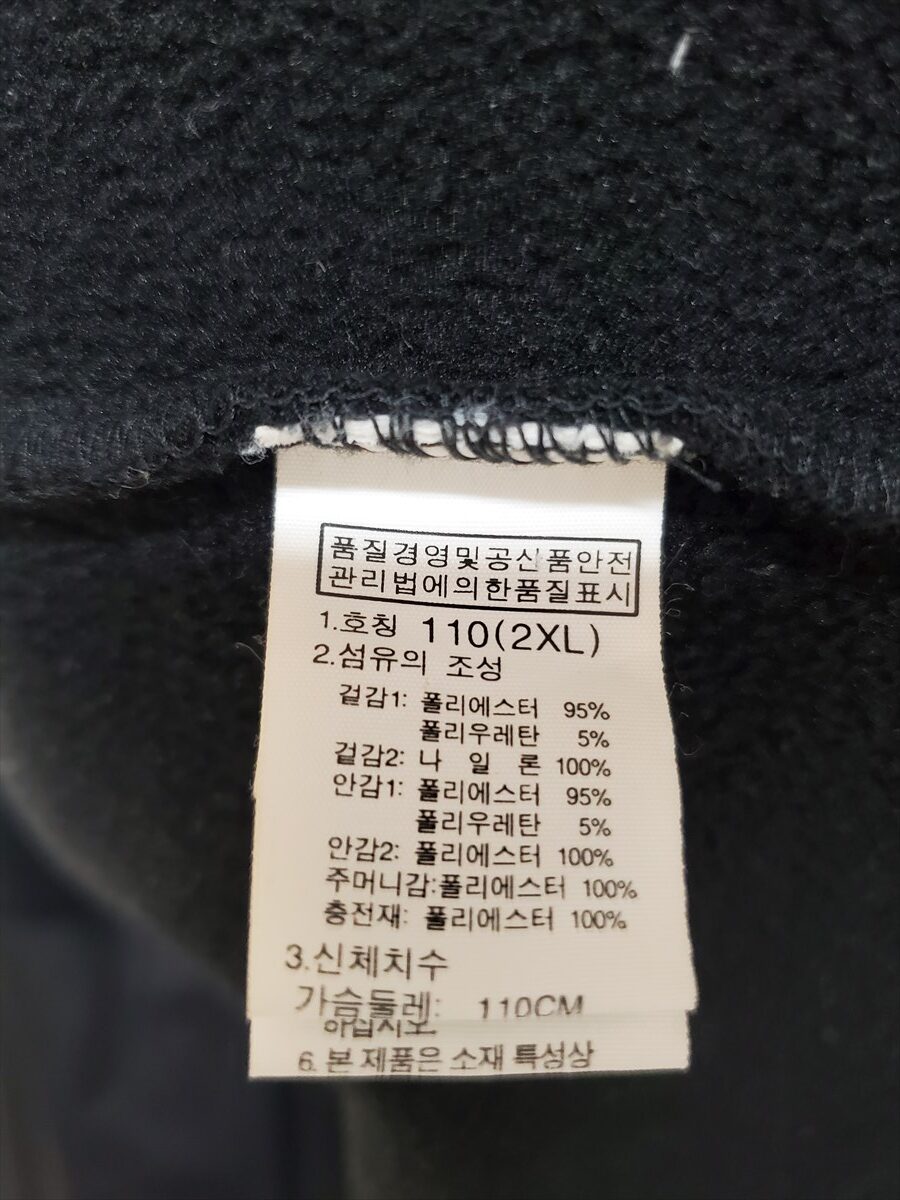 품질경영및공산품안전
관리법에의한품질표시
1.호칭 110(2XL)
2.섬유의 조성
겉감1: 폴리에스터 95%
폴리우레탄 5%
겉감2: 나 일 론 100%
안감1: 폴리에스터 95%
폴리우레탄 5%
안감2: 폴리에스터 100%
주머니감:폴리에스터 100%
충전재: 폴리에스터 100%
3.신체치수
가슴둘레: 110CM
6. 본 제품은 소재 특성상